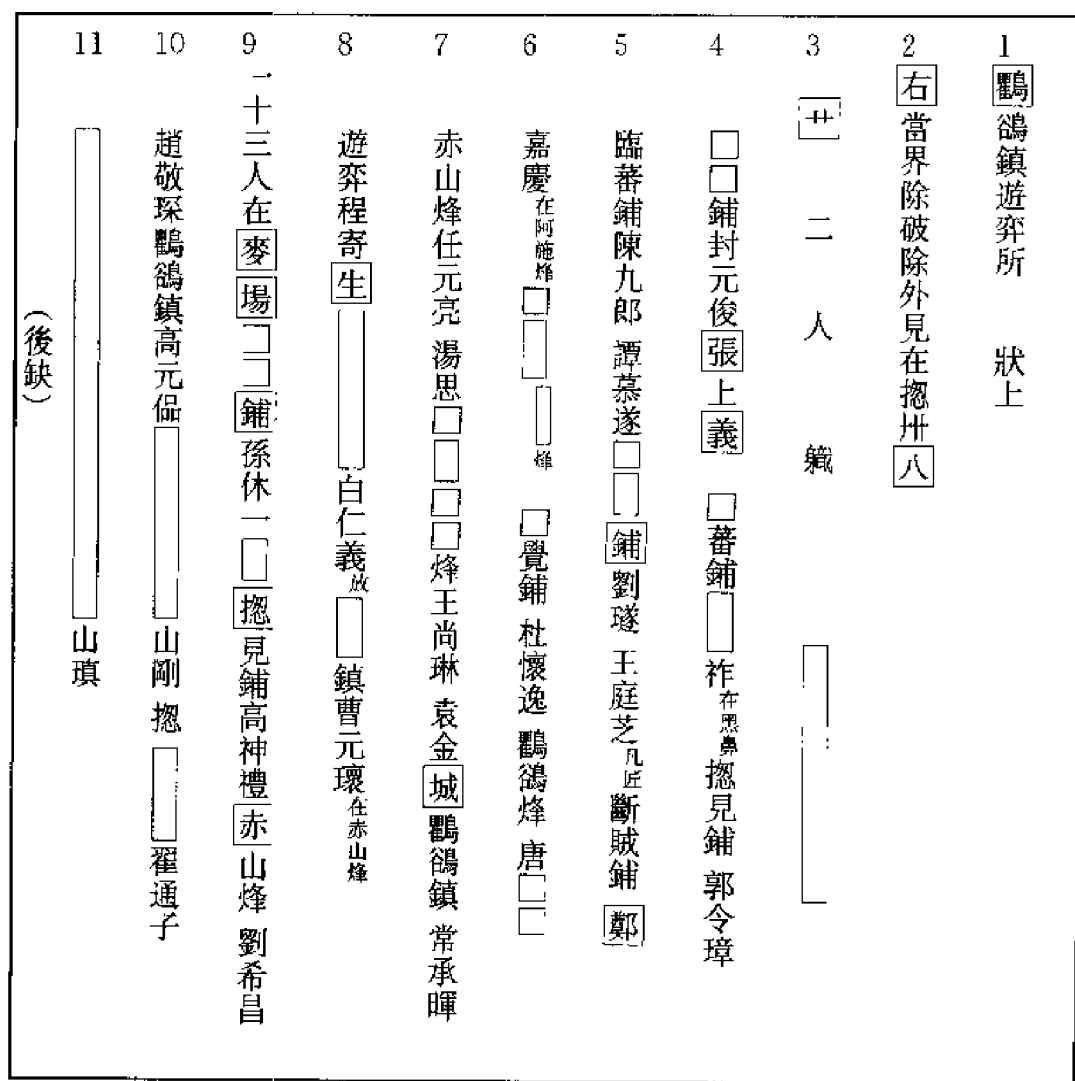 1 鸜鵒鎮遊弈所 狀上
2 右當界除破除外見在揔卅八
3 廿二人軄
4 □□鋪封元俊張上義 □蕃鋪 祚在黑鼻揔見鋪 郭令璋
5 臨蕃鋪陳九郎 譚慕遂□ 鋪劉璲 王庭芝凡匠斷賊鋪 鄭
6 嘉慶在阿施烽□ 烽 □覺鋪 杜懷逸 鸜鵒烽 唐□□
7 赤山烽任元亮 湯思□ □□烽王尚琳 袁金城鸜鵒鎮 常承暉
8 遊弈程寄生 白仁義放 鎮曹元瓌在赤山烽
9 一十三人在麥場□□鋪孫休一 揔見鋪高神禮赤山烽 劉希昌
10 趙敬琛鸜鵒鎮高元 山剛 揔 翟通子
11 山瑱
(後缺)